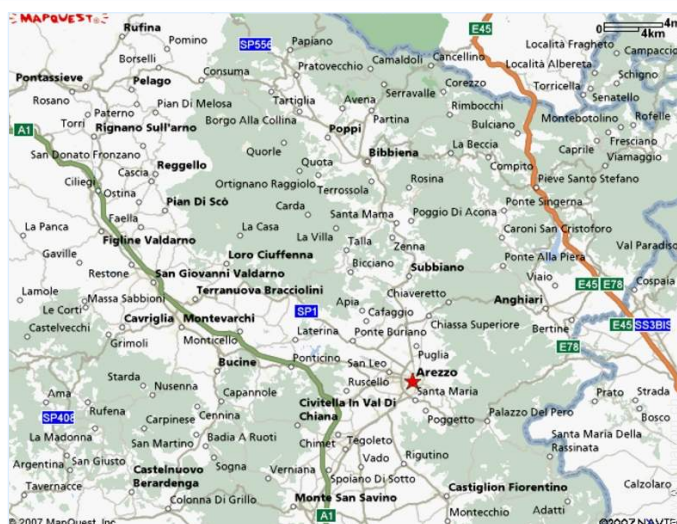 MAPQUEST
Rufina
Pomino
SP556
Papiano
E45
4km
Località Fragheto
Campaccio
Borselli
Consuma
Pratovecchio
Camaldoli
Cancellino
Località Albereta
Schigno
Pontassieve
Pelago
Serravalle
Corezzo
Torricella
Senatello
Rosano
Paterno
Pian Di Melosa
Tartiglia
Avena
Rimbocchi
Montebotolino
Rofelle
Torri
Borgo Alla Collina
Partina
Bulciano
Fresciano
A1
Rignano Sull'arno
Poppi
Caprile
Viamaggio
San Donato Fronzano
Quorle
Bibbiena
La Beccia
Compito
Reggello
Quota
Cascia
Pieve Santo Stefano
Ciliegi
Ostina
Ortignano Raggiolo
Terrossola
Rosina
Ponte Singerna
Pian Di Scò
Carda
Santa Mama
Poggio Di Acona
La Panca
Faella
La Casa
La Villa
Caroni San Cristoforo
Figline Valdarno
Talla
Zenna
Val Paradiso
Gaville
Loro Ciuffenna
Bicciano
Subbiano
Ponte Alla Piera
Restone
San Giovanni Valdarno
Viaio
E45
E78
Cospaia
Lamole
Terranuova Bracciolini
Chiaveretto
Anghiari
Massa Sabbioni
Apia
Le Corti
SP1
Cafaggio
Castelvecchi
Cavriglia
Montevarchi
Ponte Buriano
Chiassa Superiore
Bertine
E45
SS3BIS
Laterina
Grimoli
Monticello
Puglia
E78
Bucine
Ponticino
San Leo
Arezzo
Starda
Nusenna
Ruscello
Prato
Strada
Ama
Capannole
Civitella In Val Di
Chiana
Santa Maria
Rufena
SP408
Cennina
Poggetto
Palazzo Del Pero
Bosco
Carpinese
La Madonna
San Martino
Badia A Ruoti
Chimet
Tegoleto
Santa Maria Della
Rassinata
Argentina
San Giusto
Sogna
Vado
Rigutino
Castelnuovo
Berardenga
Verniana
Spoiano Di Sotto
Castiglion Fiorentino
Calzolaro
Tavernacce
Colonna Di Grillo
Monte San Savino
Adatti
Montecchio
A1
© 2007 MapQuest, Inc.
©2007 NAVTE